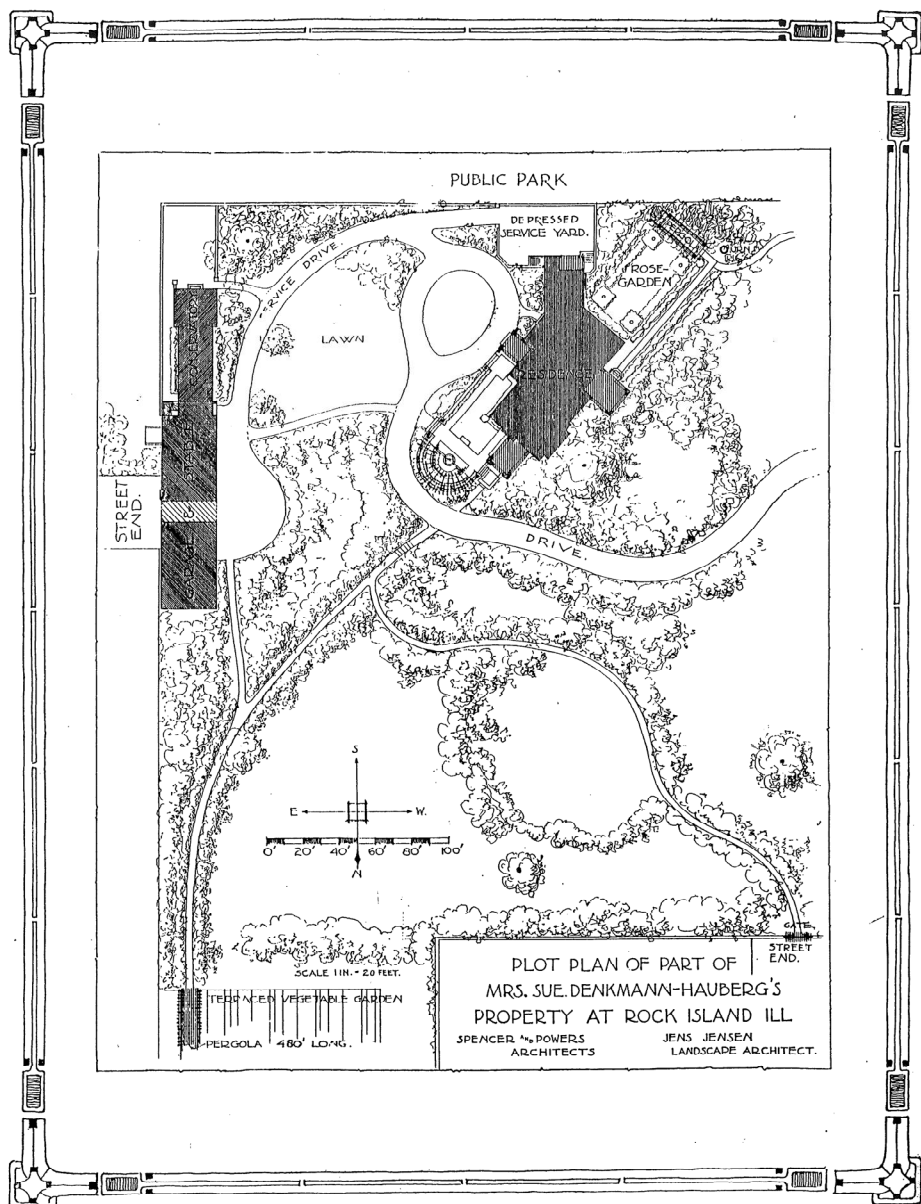 PUBLIC PARK
DEPRESSED
SERVICE YARD.
SERVICE DRIVE.
ROSE-
GARDEN
LAWN
RESIDENCE
STREET
END.
GARAGE & STABLE
DRIVE.
S
E W.
0' 20' 40' 60' 80' 100'
N
GATE
STREET
END.
SCALE 1 IN. = 20 FEET.
TERRACED VEGETABLE GARDEN
PERGOLA 480' LONG.
PLOT PLAN OF PART OF
MRS. SUE. DENKMANN-HAUBERG'S
PROPERTY AT ROCK ISLAND ILL
SPENCER AND POWERS
ARCHITECTS
JENS JENSEN
LANDSCAPE ARCHITECT.